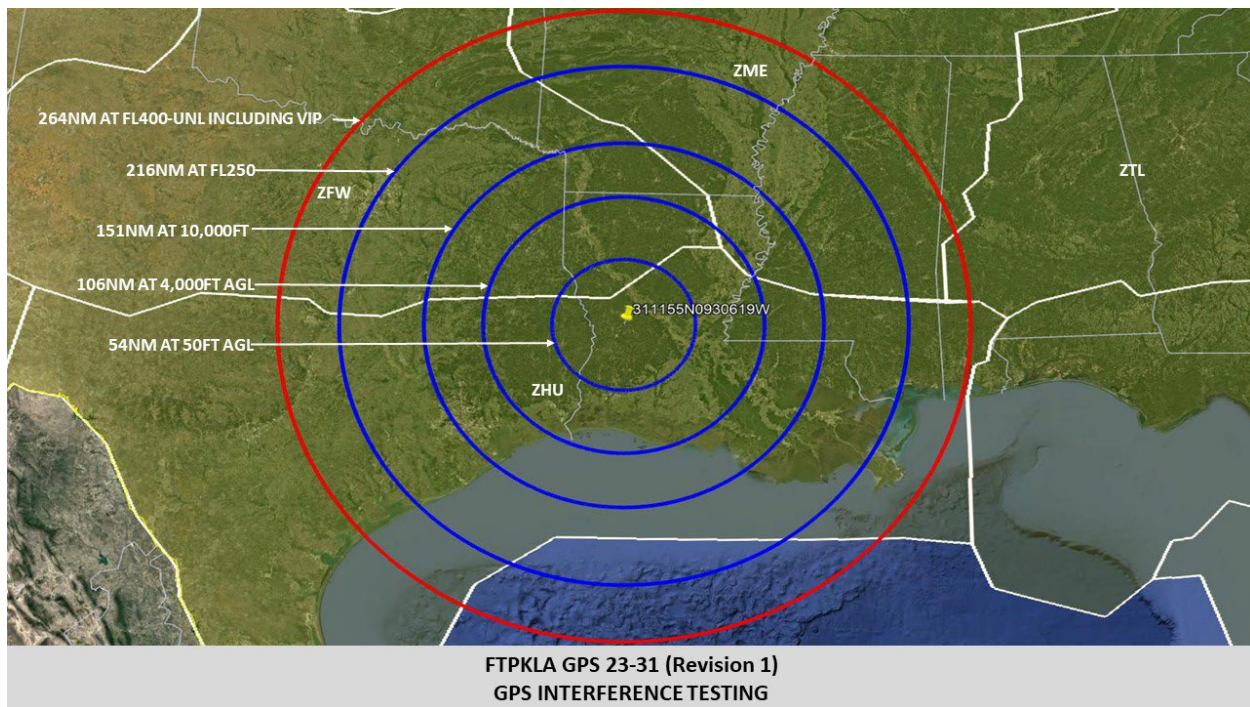 ZME
264NM AT FL400-UNL INCLUDING VIP
216NM AT FL250
ZFW
ZTL
151NM AT 10,000FT
106NM AT 4,000FT AGL
311155N0930619W
54NM AT 50FT AGL
ZHU
FTPKLA GPS 23-31 (Revision 1)
GPS INTERFERENCE TESTING